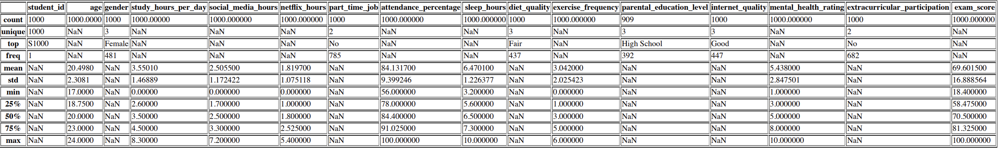 student_id age gender study_hours_per_day social_media_hours netflix_hours part_time_job attendance_percentage sleep_hours diet_quality exercise_frequency parental_education_level internet_quality mental_health_rating extracurricular_participation exam_score
count 1000 1000.0000 1000 1000.00000 1000.000000 1000.000000 1000 1000.000000 1000.000000 1000 1000.000000 909 1000 1000.000000 1000 1000.000000
unique 1000 NaN 3 NaN NaN NaN 2 NaN NaN 3 NaN 3 3 NaN 2 NaN
top S1000 NaN Female NaN NaN NaN No NaN NaN Fair NaN High School Good NaN No NaN
freq 1 NaN 481 NaN NaN NaN 785 NaN NaN 437 NaN 392 447 NaN 682 NaN
mean NaN 20.4980 NaN 3.55010 2.505500 1.819700 NaN 84.131700 6.470100 NaN 3.042000 NaN NaN 5.438000 NaN 69.601500
std NaN 2.3081 NaN 1.46889 1.172422 1.075118 NaN 9.399246 1.226377 NaN 2.025423 NaN NaN 2.847501 NaN 16.888564
min NaN 17.0000 NaN 0.00000 0.000000 0.000000 NaN 56.000000 3.200000 NaN 0.000000 NaN NaN 1.000000 NaN 18.400000
25% NaN 18.7500 NaN 2.60000 1.700000 1.000000 NaN 78.000000 5.600000 NaN 1.000000 NaN NaN 3.000000 NaN 58.475000
50% NaN 20.0000 NaN 3.50000 2.500000 1.800000 NaN 84.400000 6.500000 NaN 3.000000 NaN NaN 5.000000 NaN 70.500000
75% NaN 23.0000 NaN 4.50000 3.300000 2.525000 NaN 91.025000 7.300000 NaN 5.000000 NaN NaN 8.000000 NaN 81.325000
max NaN 24.0000 NaN 8.30000 7.200000 5.400000 NaN 100.000000 10.000000 NaN 6.000000 NaN NaN 10.000000 NaN 100.000000